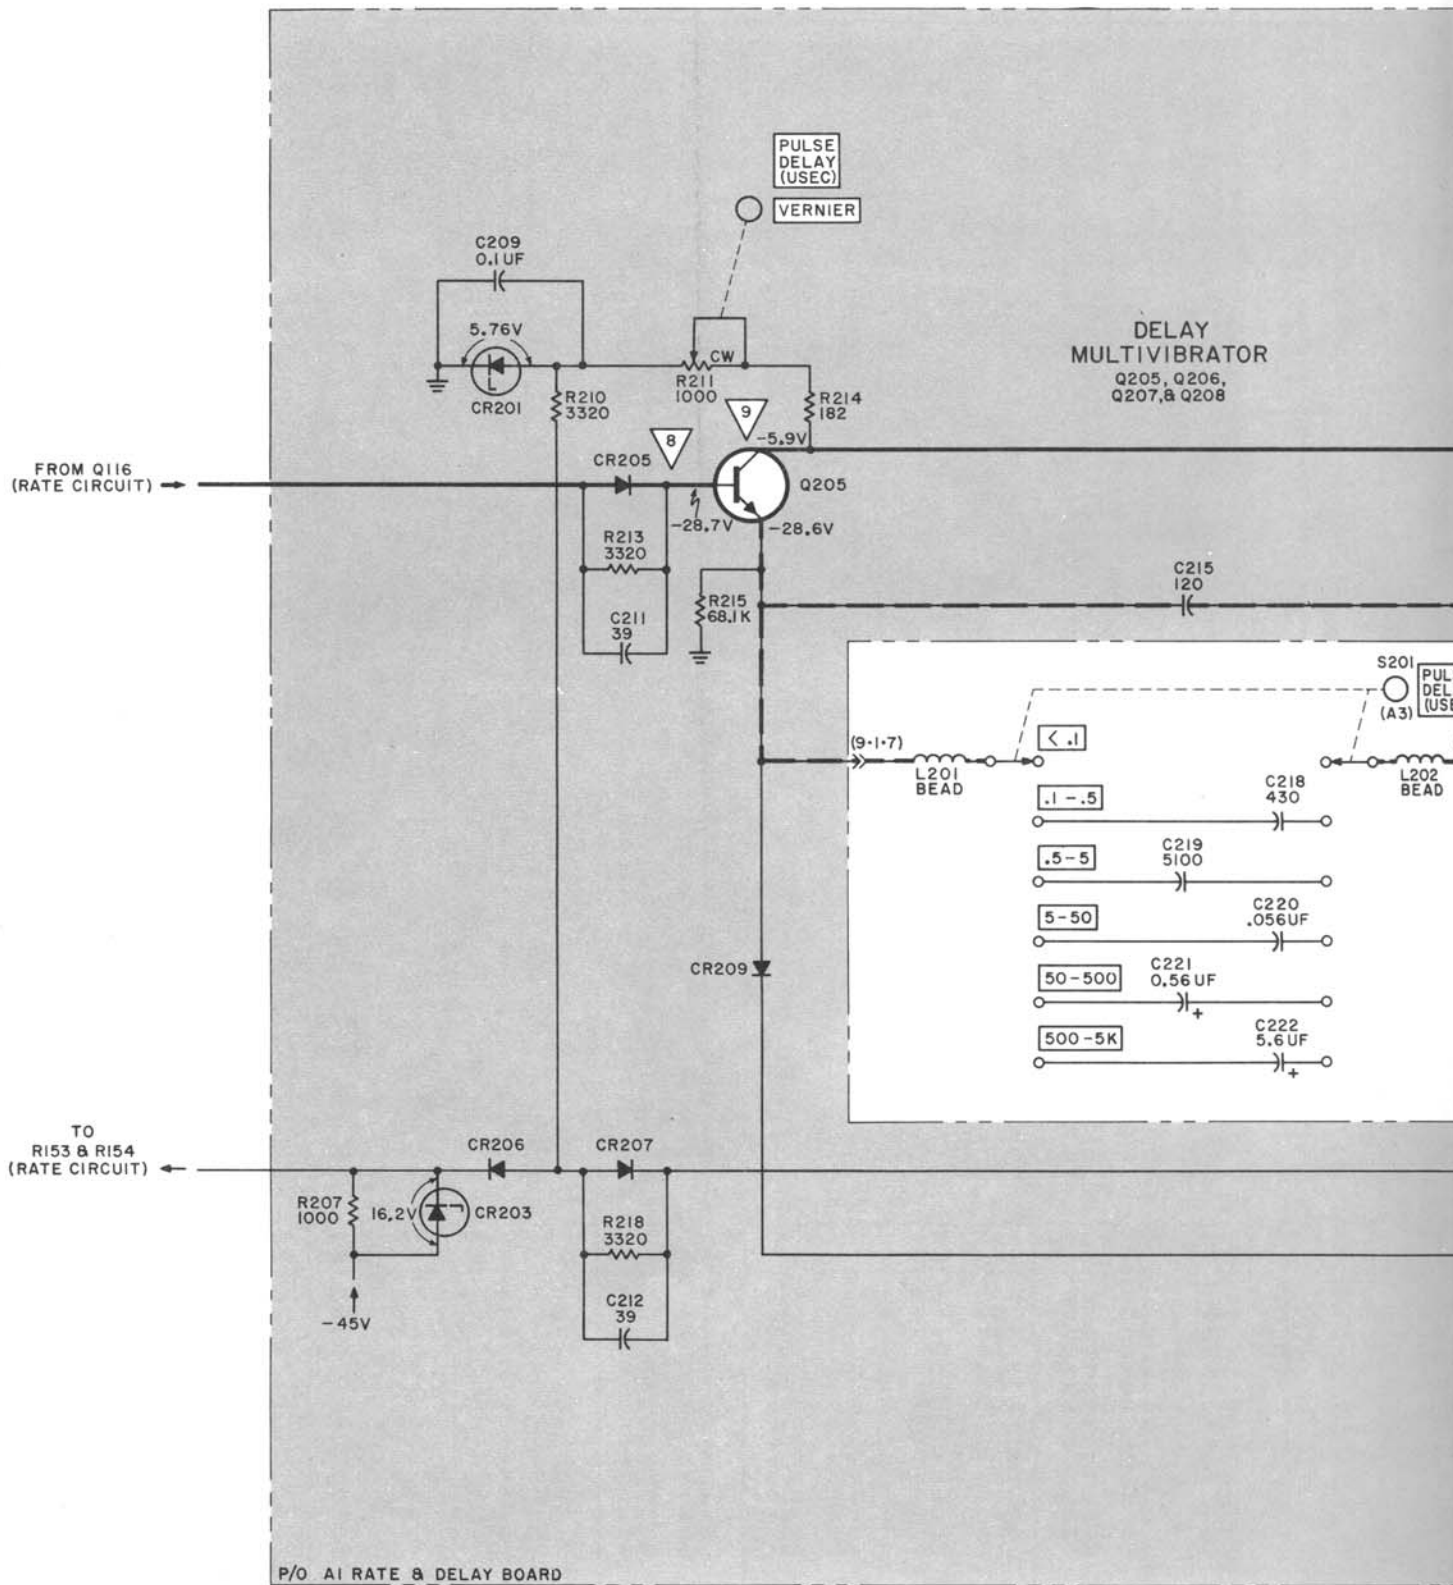 PULSE
DELAY
(USEC)
VERNIER
C209
0.1UF
5.76V
CR201
R210
3320
CW
R211
1000
R214
182
DELAY
MULTIVIBRATOR
Q205, Q206,
Q207,& Q208
8
9
-5.9V
FROM Q116
(RATE CIRCUIT)
CR205
Q205
-28.7V
-28.6V
R213
3320
C211
39
R215
68.1K
C215
120
S201
PUL
DEL
(USE
(A3)
(9-1-7)
L201
BEAD
< .1
L202
BEAD
.1 -.5
C218
430
.5-5
C219
5100
5-50
C220
.056UF
CR209
50-500
C221
0.56UF
+
500-5K
C222
5.6UF
+
TO
R153 & R154
(RATE CIRCUIT)
CR206
CR207
R207
1000
16.2V
CR203
R218
3320
C212
39
-45V
P/O A1 RATE & DELAY BOARD